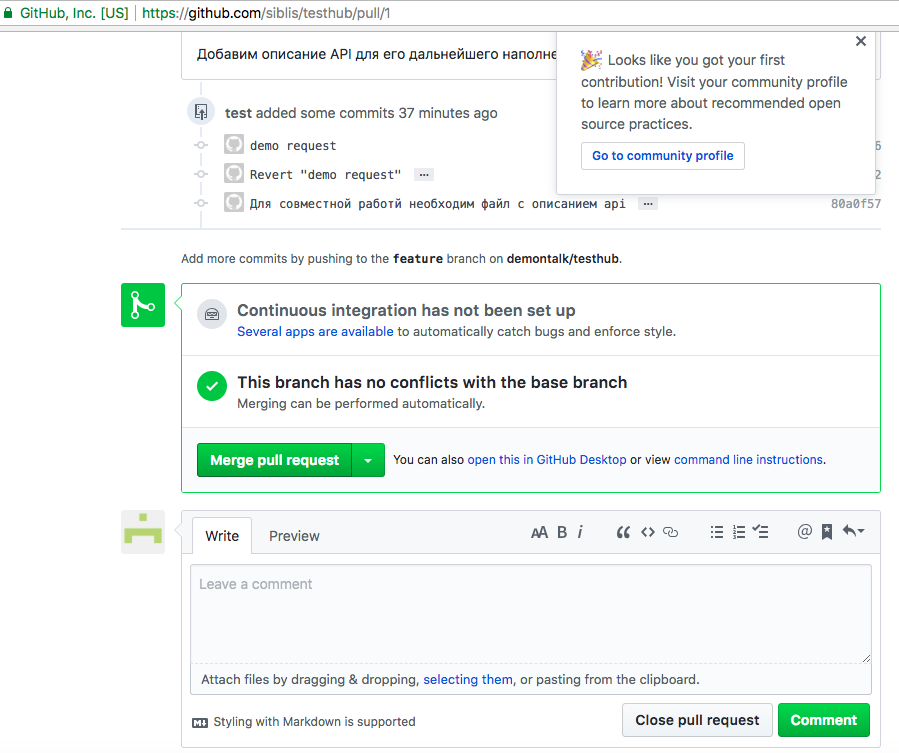 GitHub, Inc. [US] https://github.com/siblis/testhub/pull/1
Добавим описание API для его дальнейшего
Looks like you got your first
contribution! Visit your community profile
to learn more about recommended open
source practices.
Go to community profile
test added some commits 37 minutes ago
demo request
6
Revert "demo request" ...
2
Для совместной работй необходим файл с описанием api ...
80a0f57
Add more commits by pushing to the feature branch on demontalk/testhub.
Continuous integration has not been set up
Several apps are available to automatically catch bugs and enforce style.
This branch has no conflicts with the base branch
Merging can be performed automatically.
Merge pull request
You can also open this in GitHub Desktop or view command line instructions.
Write Preview AA B i
Leave a comment
Attach files by dragging & dropping, selecting them, or pasting from the clipboard.
Styling with Markdown is supported
Close pull request Comment